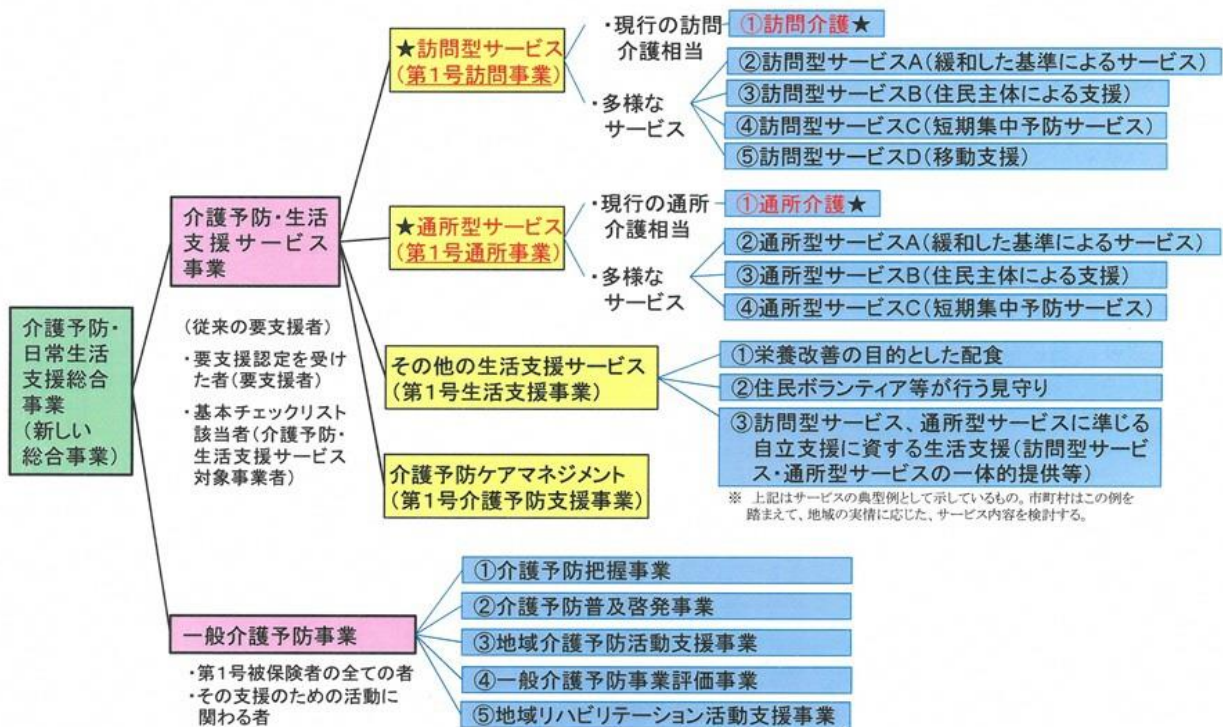 介護予防・
日常生活
支援総合
事業
(新しい
総合事業)
介護予防・生活
支援サービス
事業
(従来の要支援者)
・要支援認定を受け
た者(要支援者)
・基本チェックリスト
該当者(介護予防・
生活支援サービス
対象事業者)
★訪問型サービス
(第1号訪問事業)
・現行の訪問
介護相当
①訪問介護★
・多様な
サービス
②訪問型サービスA(緩和した基準によるサービス)
③訪問型サービスB(住民主体による支援)
④訪問型サービスC(短期集中予防サービス)
⑤訪問型サービスD(移動支援)
★通所型サービス
(第1号通所事業)
・現行の通所
介護相当
①通所介護★
・多様な
サービス
②通所型サービスA(緩和した基準によるサービス)
③通所型サービスB(住民主体による支援)
④通所型サービスC(短期集中予防サービス)
その他の生活支援サービス
(第1号生活支援事業)
①栄養改善の目的とした配食
②住民ボランティア等が行う見守り
③訪問型サービス、通所型サービスに準じる
自立支援に資する生活支援(訪問型サービ
ス・通所型サービスの一体的提供等)
※ 上記はサービスの典型例として示しているもの。市町村はこの例を
踏まえて、地域の実情に応じた、サービス内容を検討する。
介護予防ケアマネジメント
(第1号介護予防支援事業)
一般介護予防事業
・第1号被保険者の全ての者
・その支援のための活動に
関わる者
①介護予防把握事業
②介護予防普及啓発事業
③地域介護予防活動支援事業
④一般介護予防事業評価事業
⑤地域リハビリテーション活動支援事業